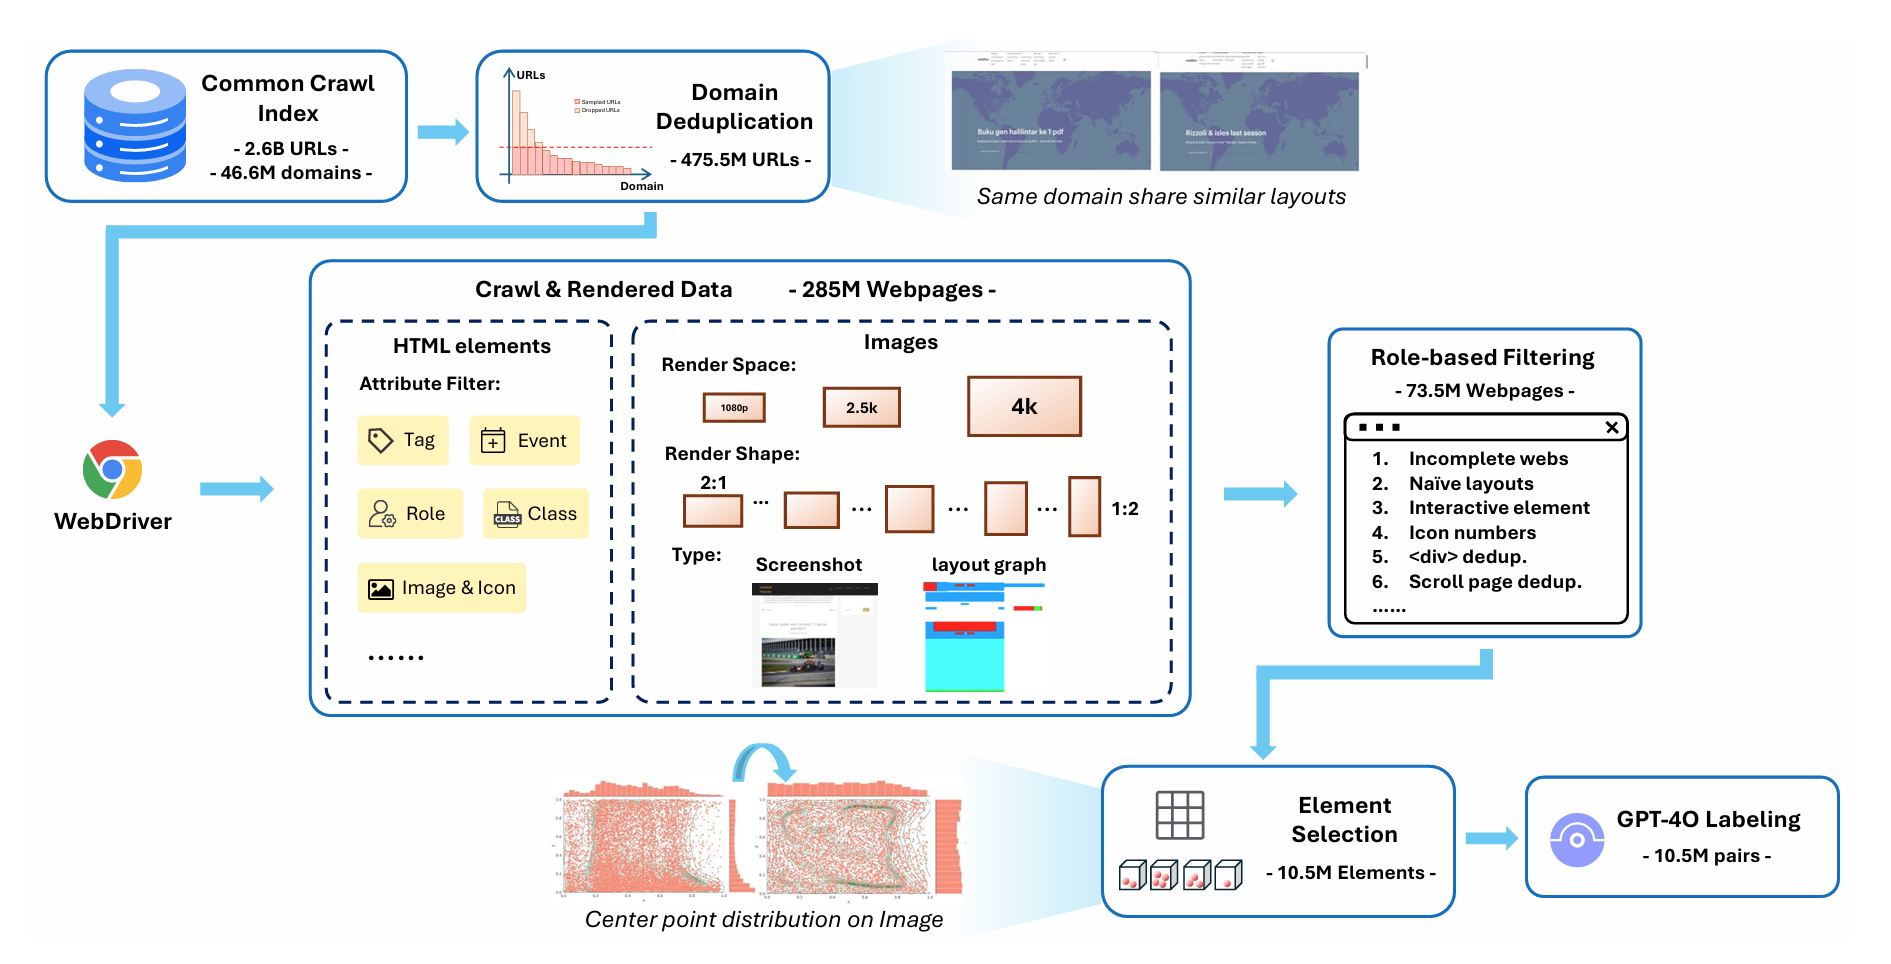 Common Crawl
Index
- 2.6B URLs -
- 46.6M domains -
URLs
Sampled URLs
Dropped URLs
Domain
Domain
Deduplication
- 475.5M URLs -
Buku gen halilintar ke 1 pdf
Rizzoli & isles last season
Same domain share similar layouts
WebDriver
Crawl & Rendered Data - 285M Webpages -
HTML elements
Attribute Filter:
Tag
Event
Role
CLASS
Class
Image & Icon
......
Images
Render Space:
1080p
2.5k
4k
Render Shape:
2:1
...
...
...
...
1:2
Type:
Screenshot
layout graph
Role-based Filtering
- 73.5M Webpages -
1. Incomplete webs
2. Naïve layouts
3. Interactive element
4. Icon numbers
5. <div> dedup.
6. Scroll page dedup.
......
Center point distribution on Image
Element
Selection
- 10.5M Elements -
GPT-4O Labeling
- 10.5M pairs -